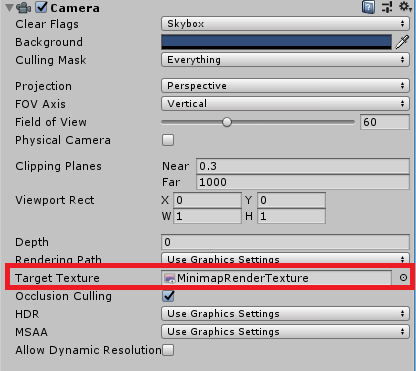 Camera
Clear Flags Skybox
Background
Culling Mask Everything
Projection Perspective
FOV Axis Vertical
Field of View 60
Physical Camera
Clipping Planes Near 0.3
Far 1000
Viewport Rect X 0 Y 0
W 1 H 1
Depth 0
Rendering Path Use Graphics Settings
Target Texture MinimapRenderTexture
Occlusion Culling
HDR Use Graphics Settings
MSAA Use Graphics Settings
Allow Dynamic Resolution